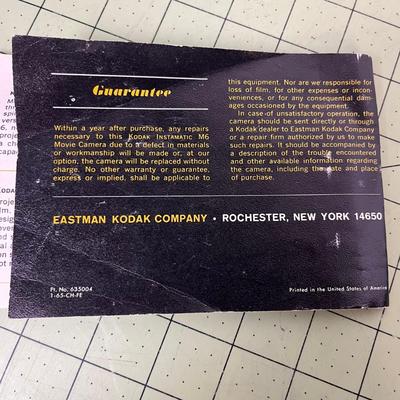 Guarantee
Within a year after purchase, any repairs
necessary to this KODAK INSTAMATIC M6
Movie Camera due to a defect in materials
or workmanship will be made or, at our
option, the camera will be replaced without
charge. No other warranty or guarantee,
express or implied, shall be applicable to
this equipment. Nor are we responsible for
loss of film, for other expenses or incon-
veniences, or for any consequential dam-
ages occasioned by the equipment.
In case of unsatisfactory operation, the
camera should be sent directly or through
a Kodak dealer to Eastman Kodak Company
or a repair firm authorized by us to make
such repairs. It should be accompanied by
a description of the trouble encountered
and other available information regarding
the camera, including the date and place
of purchase.
EASTMAN KODAK COMPANY • ROCHESTER, NEW YORK 14650
Pt. No. 635004
1-65-CH-FE
Printed in the United States of America